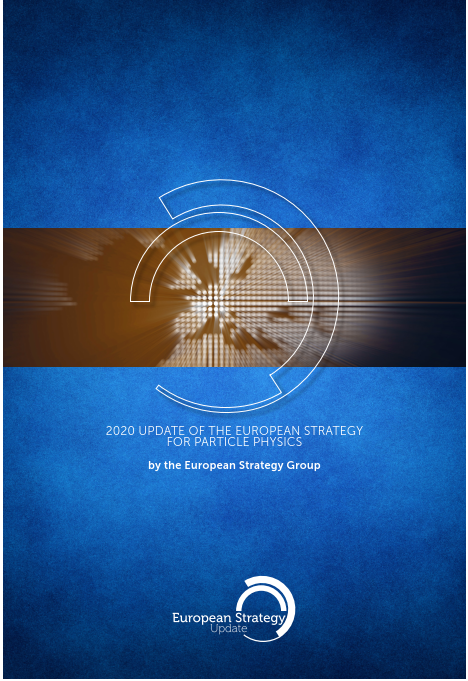 2020 UPDATE OF THE EUROPEAN STRATEGY
FOR PARTICLE PHYSICS
by the European Strategy Group
European Strategy
Update